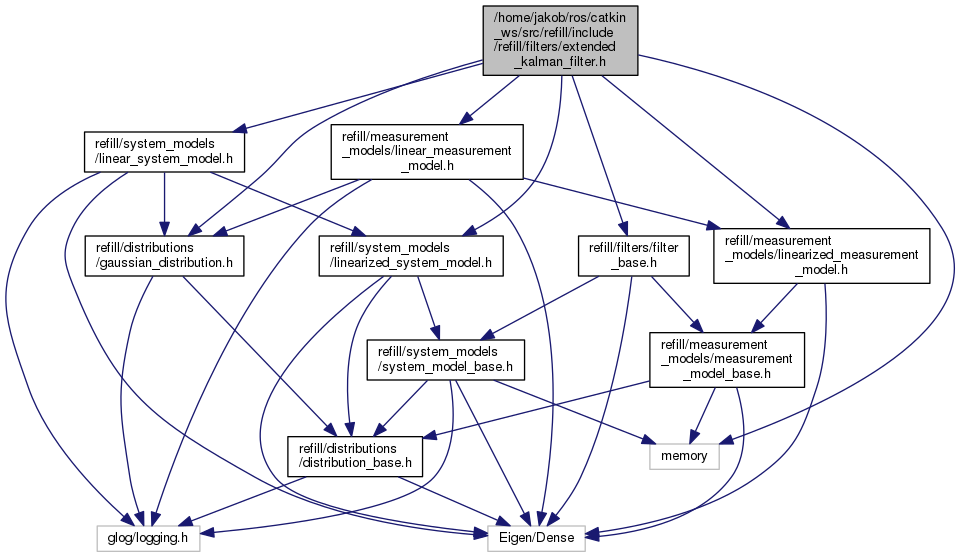 /home/jakob/ros/catkin
_ws/src/refill/include
/refill/filters/extended
_kalman_filter.h
refill/system_models
/linear_system_model.h
refill/measurement
_models/linear_measurement
_model.h
refill/distributions
/gaussian_distribution.h
refill/system_models
/linearized_system_model.h
refill/filters/filter
_base.h
refill/measurement
_models/linearized_measurement
_model.h
refill/system_models
/system_model_base.h
refill/measurement
_models/measurement
_model_base.h
refill/distributions
/distribution_base.h
memory
glog/logging.h
Eigen/Dense